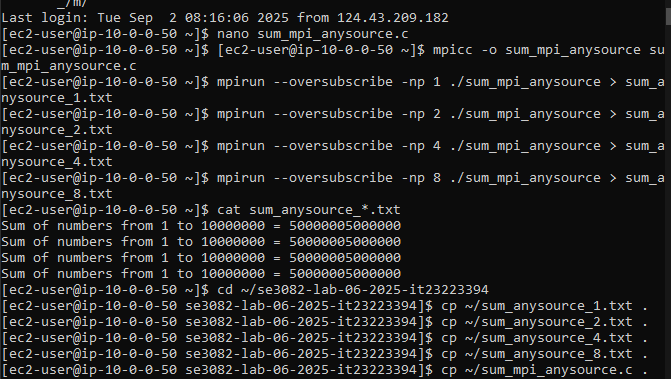 _/m/'
Last login: Tue Sep  2 08:16:06 2025 from 124.43.209.182
[ec2-user@ip-10-0-0-50 ~]$ nano sum_mpi_anysource.c
[ec2-user@ip-10-0-0-50 ~]$ [ec2-user@ip-10-0-0-50 ~]$ mpicc -o sum_mpi_anysource su
m_mpi_anysource.c
[ec2-user@ip-10-0-0-50 ~]$ mpirun --oversubscribe -np 1 ./sum_mpi_anysource > sum_a
nysource_1.txt
[ec2-user@ip-10-0-0-50 ~]$ mpirun --oversubscribe -np 2 ./sum_mpi_anysource > sum_a
nysource_2.txt
[ec2-user@ip-10-0-0-50 ~]$ mpirun --oversubscribe -np 4 ./sum_mpi_anysource > sum_a
nysource_4.txt
[ec2-user@ip-10-0-0-50 ~]$ mpirun --oversubscribe -np 8 ./sum_mpi_anysource > sum_a
nysource_8.txt
[ec2-user@ip-10-0-0-50 ~]$ cat sum_anysource_*.txt
Sum of numbers from 1 to 10000000 = 50000005000000
Sum of numbers from 1 to 10000000 = 50000005000000
Sum of numbers from 1 to 10000000 = 50000005000000
Sum of numbers from 1 to 10000000 = 50000005000000
[ec2-user@ip-10-0-0-50 ~]$ cd ~/se3082-lab-06-2025-it23223394
[ec2-user@ip-10-0-0-50 se3082-lab-06-2025-it23223394]$ cp ~/sum_anysource_1.txt .
[ec2-user@ip-10-0-0-50 se3082-lab-06-2025-it23223394]$ cp ~/sum_anysource_2.txt .
[ec2-user@ip-10-0-0-50 se3082-lab-06-2025-it23223394]$ cp ~/sum_anysource_4.txt .
[ec2-user@ip-10-0-0-50 se3082-lab-06-2025-it23223394]$ cp ~/sum_anysource_8.txt .
[ec2-user@ip-10-0-0-50 se3082-lab-06-2025-it23223394]$ cp ~/sum_mpi_anysource.c .